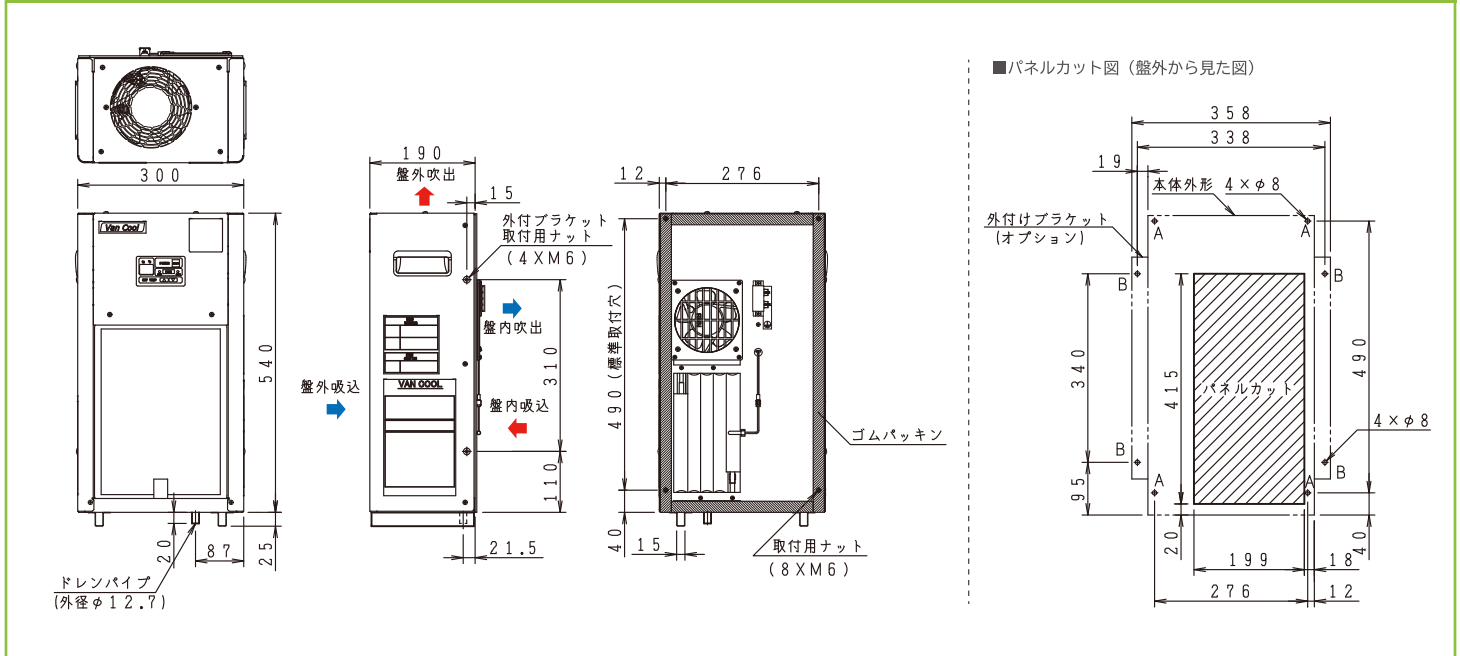 ■パネルカット図（盤外から見た図）
300
Van Cool
540
20
87
25
ドレンパイプ
(外径φ12.7)
190
盤外吹出
15
外付ブラケット
取付用ナット
(4XM6)
盤内吹出
310
盤外吸込
VAN COOL
盤内吸込
110
21.5
12
276
490(標準取付穴)
ゴムパッキン
40
15
取付用ナット
(8XM6)
358
338
19
本体外形
4×φ8
外付けブラケット
(オプション)
A
A
B
B
340
415
パネルカット
490
4×φ8
B
B
A
A
95
20
40
199
18
276
12